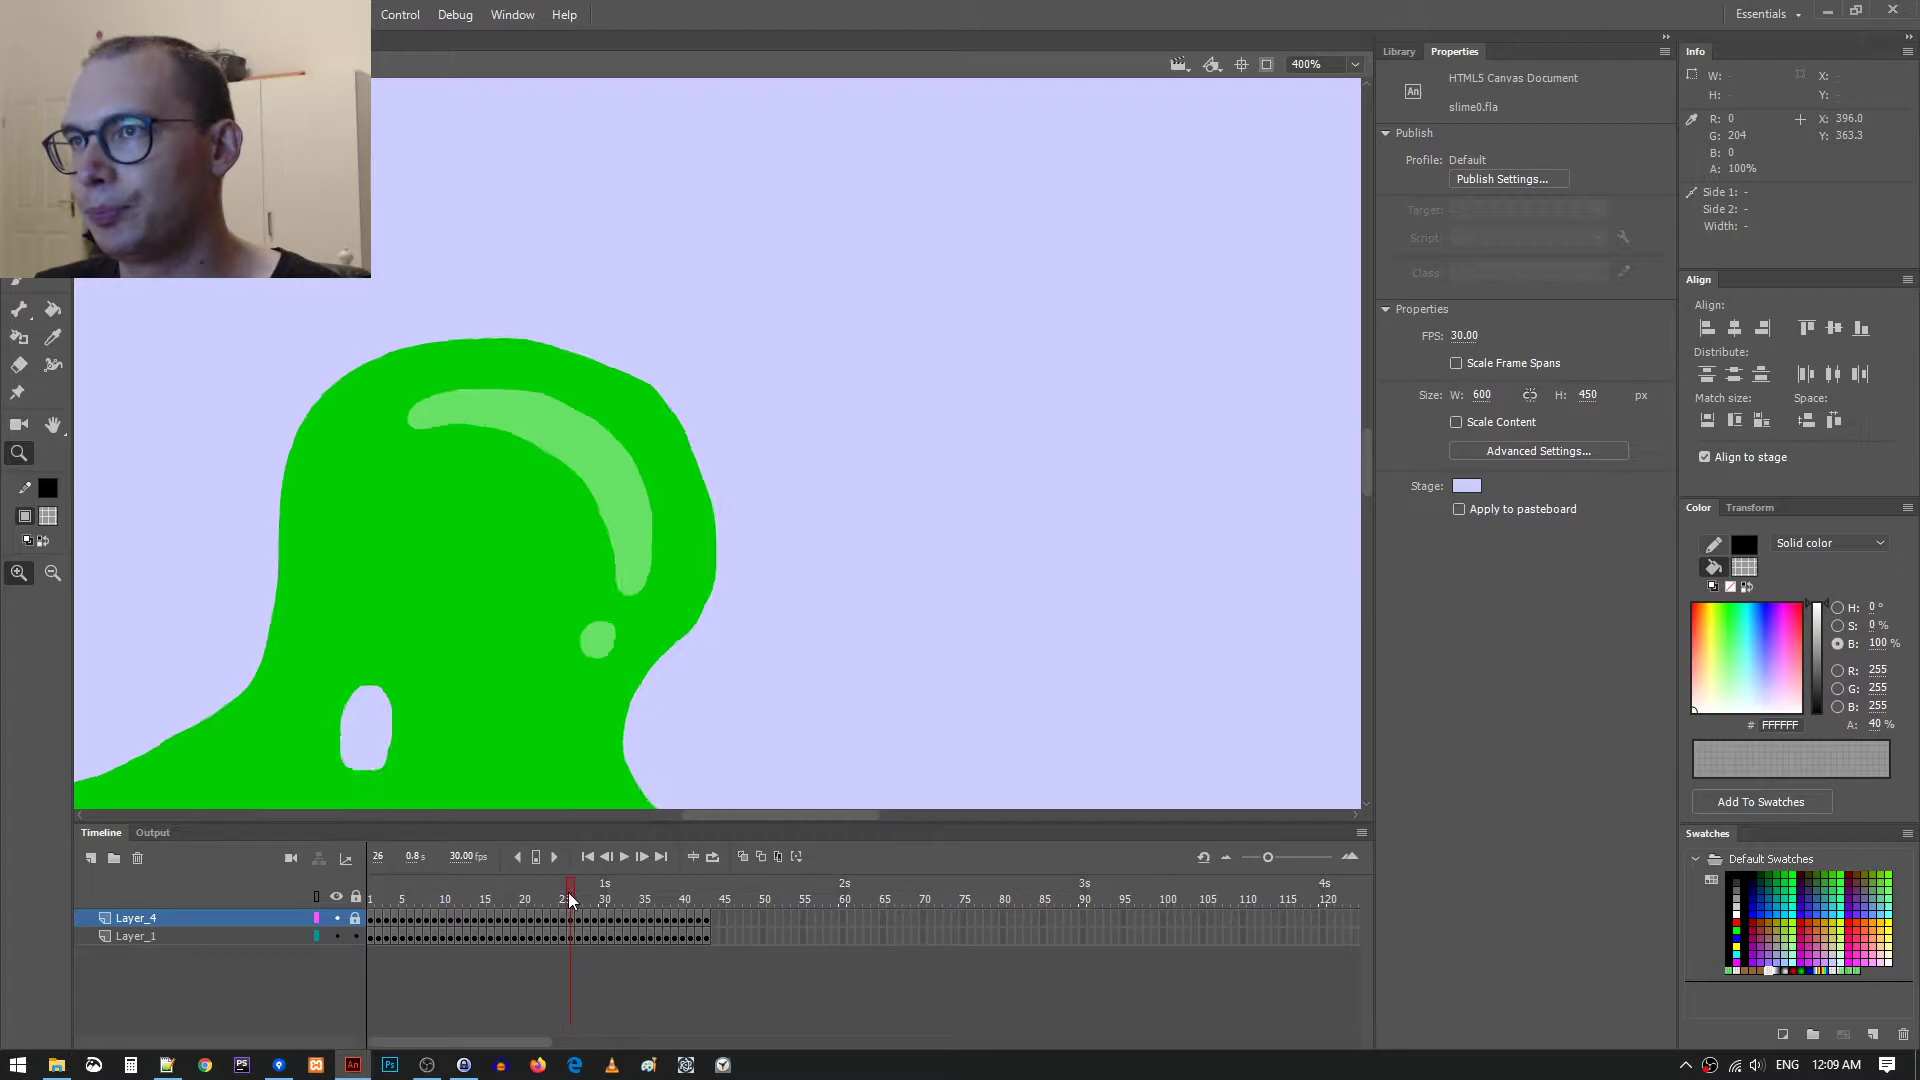 Control Debug Window Help
Essentials
400%
Library Properties
HTML5 Canvas Document
An
slime0.fla
Publish
Profile: Default
Publish Settings...
Target:
Script:
Class:
Properties
FPS: 30.00
Scale Frame Spans
Size: W: 600 H: 450 px
Scale Content
Advanced Settings...
Stage:
Apply to pasteboard
Info
W: - X: -
H: - Y: -
R: 0 X: 396.0
G: 204 Y: 363.3
B: 0
A: 100%
Side 1: -
Side 2: -
Width: -
Align
Align:
Distribute:
Match size: Space:
Align to stage
Color Transform
Solid color
H: 0 °
S: 0 %
B: 100 %
R: 255
G: 255
B: 255
# FFFFFF A: 40 %
Add To Swatches
Swatches
Default Swatches
Timeline Output
26 0.8 s 30.00 fps
1s 2s 3s 4s
1 5 10 15 20 30 35 40 45 50 55 60 65 70 75 80 85 90 95 100 105 110 115 120
Layer_4
Layer_1
PS An Ps
ENG 12:09 AM